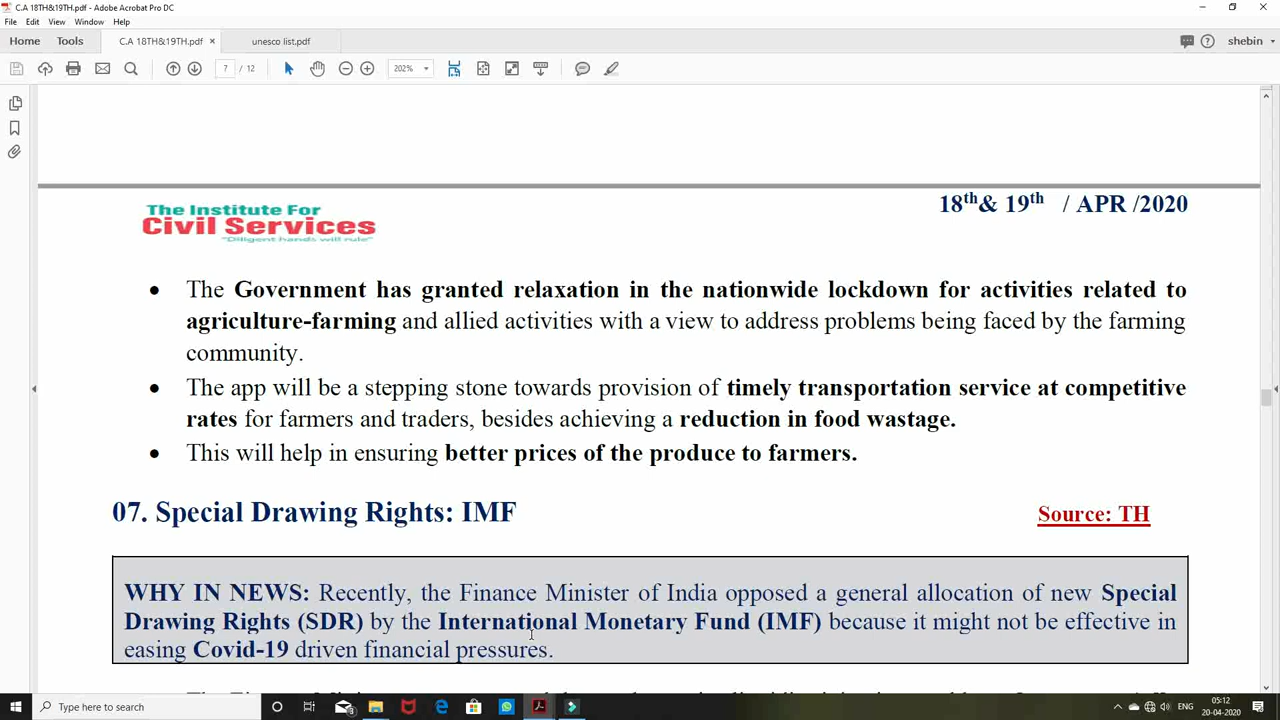 C.A 18TH&19TH.pdf - Adobe Acrobat Pro DC
File Edit View Window Help
Home Tools C.A 18TH&19TH.pdf × unesco list.pdf shebin
7 / 12 202%
The Institute For
Civil Services
"Diligent hands will rule"
18th& 19th / APR /2020
• The Government has granted relaxation in the nationwide lockdown for activities related to
agriculture-farming and allied activities with a view to address problems being faced by the farming
community.
• The app will be a stepping stone towards provision of timely transportation service at competitive
rates for farmers and traders, besides achieving a reduction in food wastage.
• This will help in ensuring better prices of the produce to farmers.
07. Special Drawing Rights: IMF Source: TH
WHY IN NEWS: Recently, the Finance Minister of India opposed a general allocation of new Special
Drawing Rights (SDR) by the International Monetary Fund (IMF) because it might not be effective in
easing Covid-19 driven financial pressures.
Type here to search ENG 05:12
20-04-2020